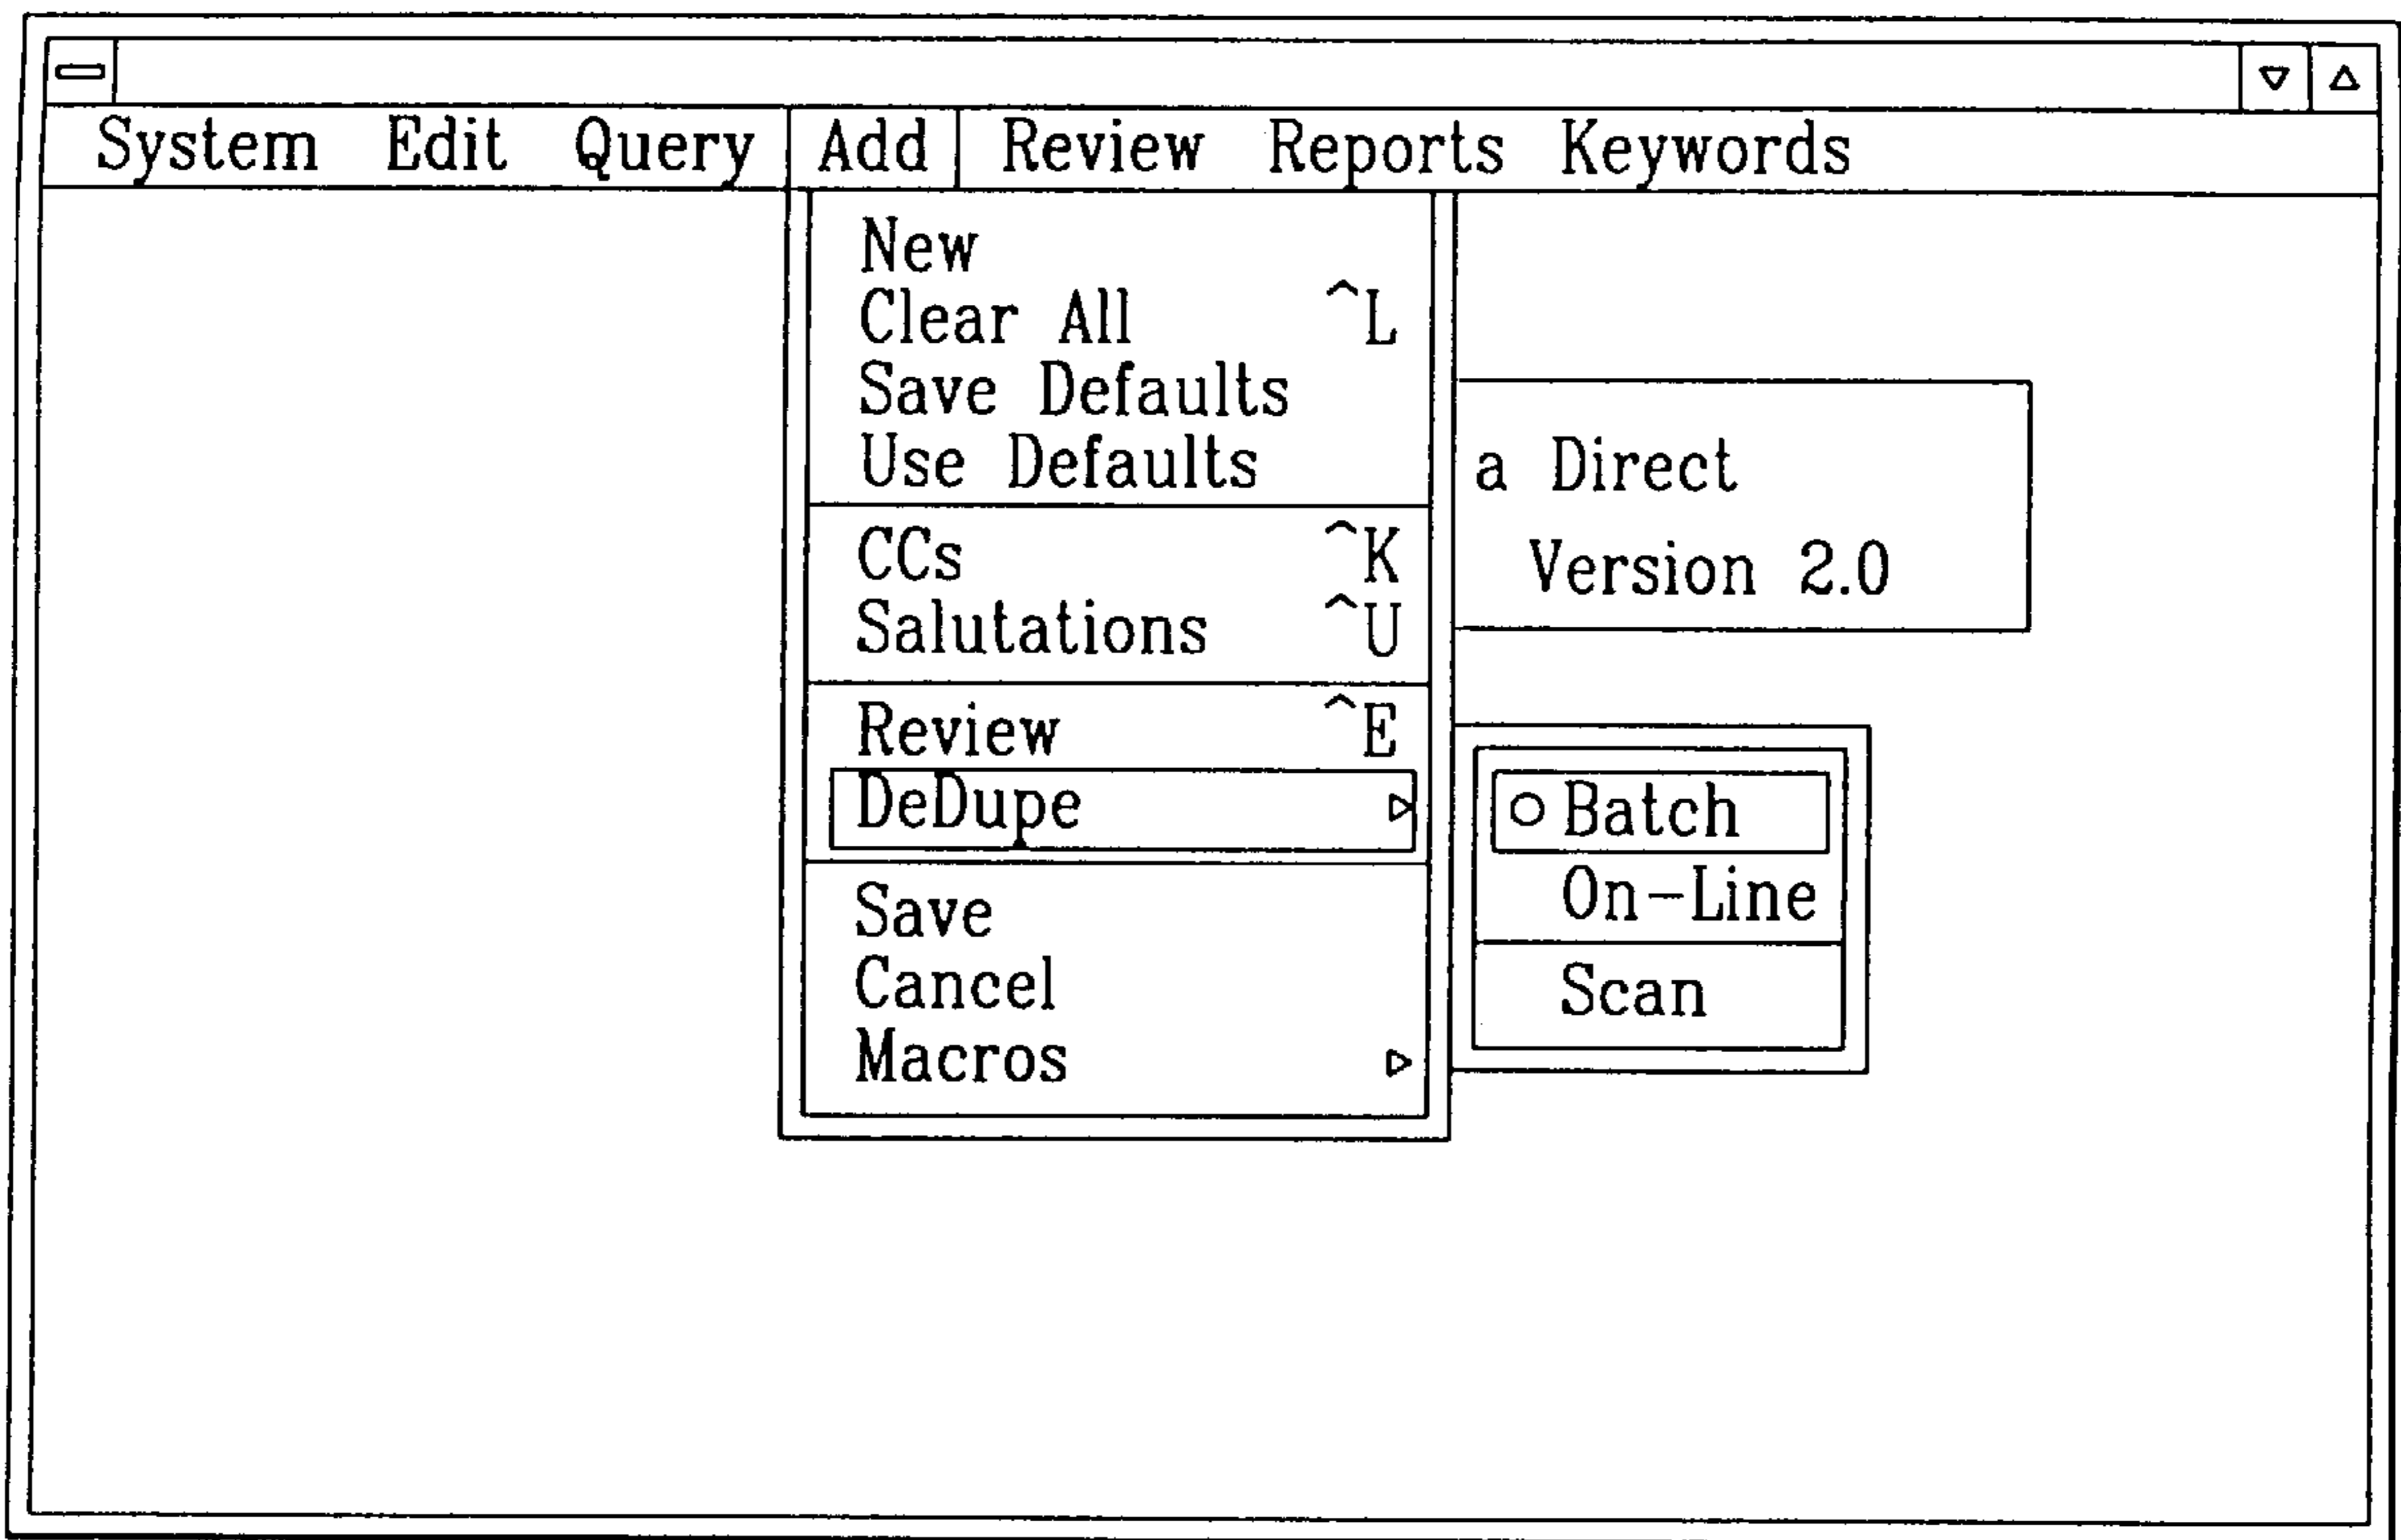 System Edit Query Add Review Reports Keywords
New
Clear All ^L
Save Defaults
Use Defaults
CCs ^K
Salutations ^U
Review ^E
DeDupe
Save
Cancel
Macros
a Direct
Version 2.0
Batch
On-Line
Scan